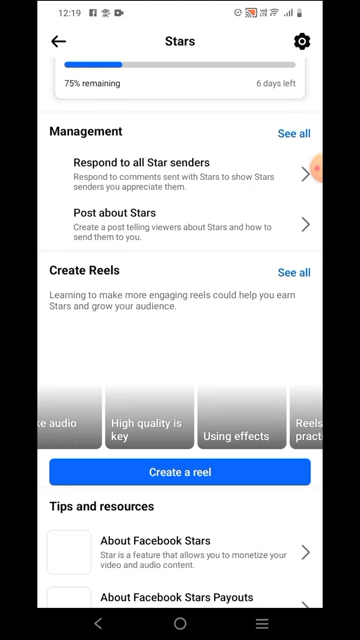 12:19
Stars
75% remaining
6 days left
Management
See all
Respond to all Star senders
Respond to comments sent with Stars to show Stars
senders you appreciate them.
Post about Stars
Create a post telling viewers about Stars and how to
send them to you.
Create Reels
See all
Learning to make more engaging reels could help you earn
Stars and grow your audience.
ke audio
High quality is
key
Using effects
Reels
practi
Create a reel
Tips and resources
About Facebook Stars
Star is a feature that allows you to monetize your
video and audio content.
About Facebook Stars Payouts